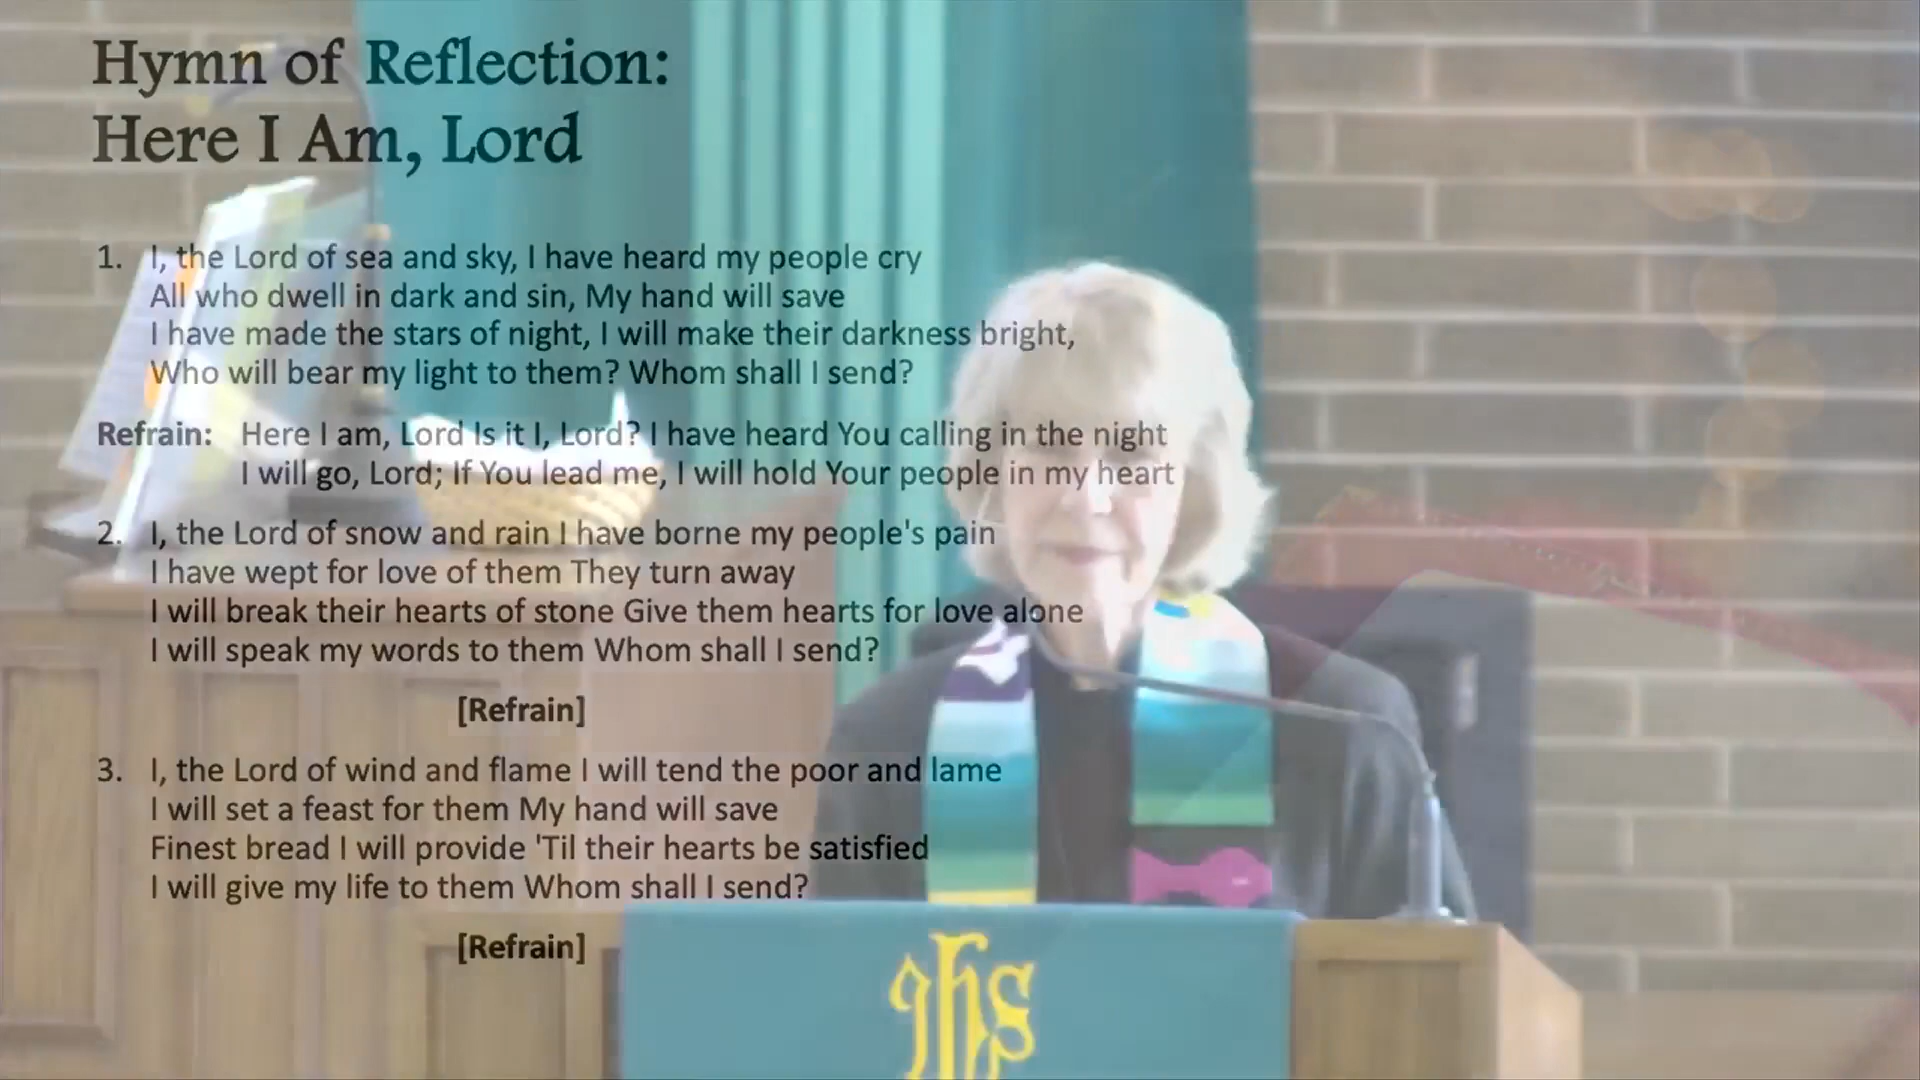 Hymn of Reflection:
Here I Am, Lord
1. I, the Lord of sea and sky, I have heard my people cry
All who dwell in dark and sin, My hand will save
I have made the stars of night, I will make their darkness bright,
Who will bear my light to them? Whom shall I send?
Refrain: Here I am, Lord Is it I, Lord? I have heard You calling in the night
I will go, Lord; If You lead me, I will hold Your people in my heart
2. I, the Lord of snow and rain I have borne my people's pain
I have wept for love of them They turn away
I will break their hearts of stone Give them hearts for love alone
I will speak my words to them Whom shall I send?
[Refrain]
3. I, the Lord of wind and flame I will tend the poor and lame
I will set a feast for them My hand will save
Finest bread I will provide 'Til their hearts be satisfied
I will give my life to them Whom shall I send?
[Refrain]
IHS